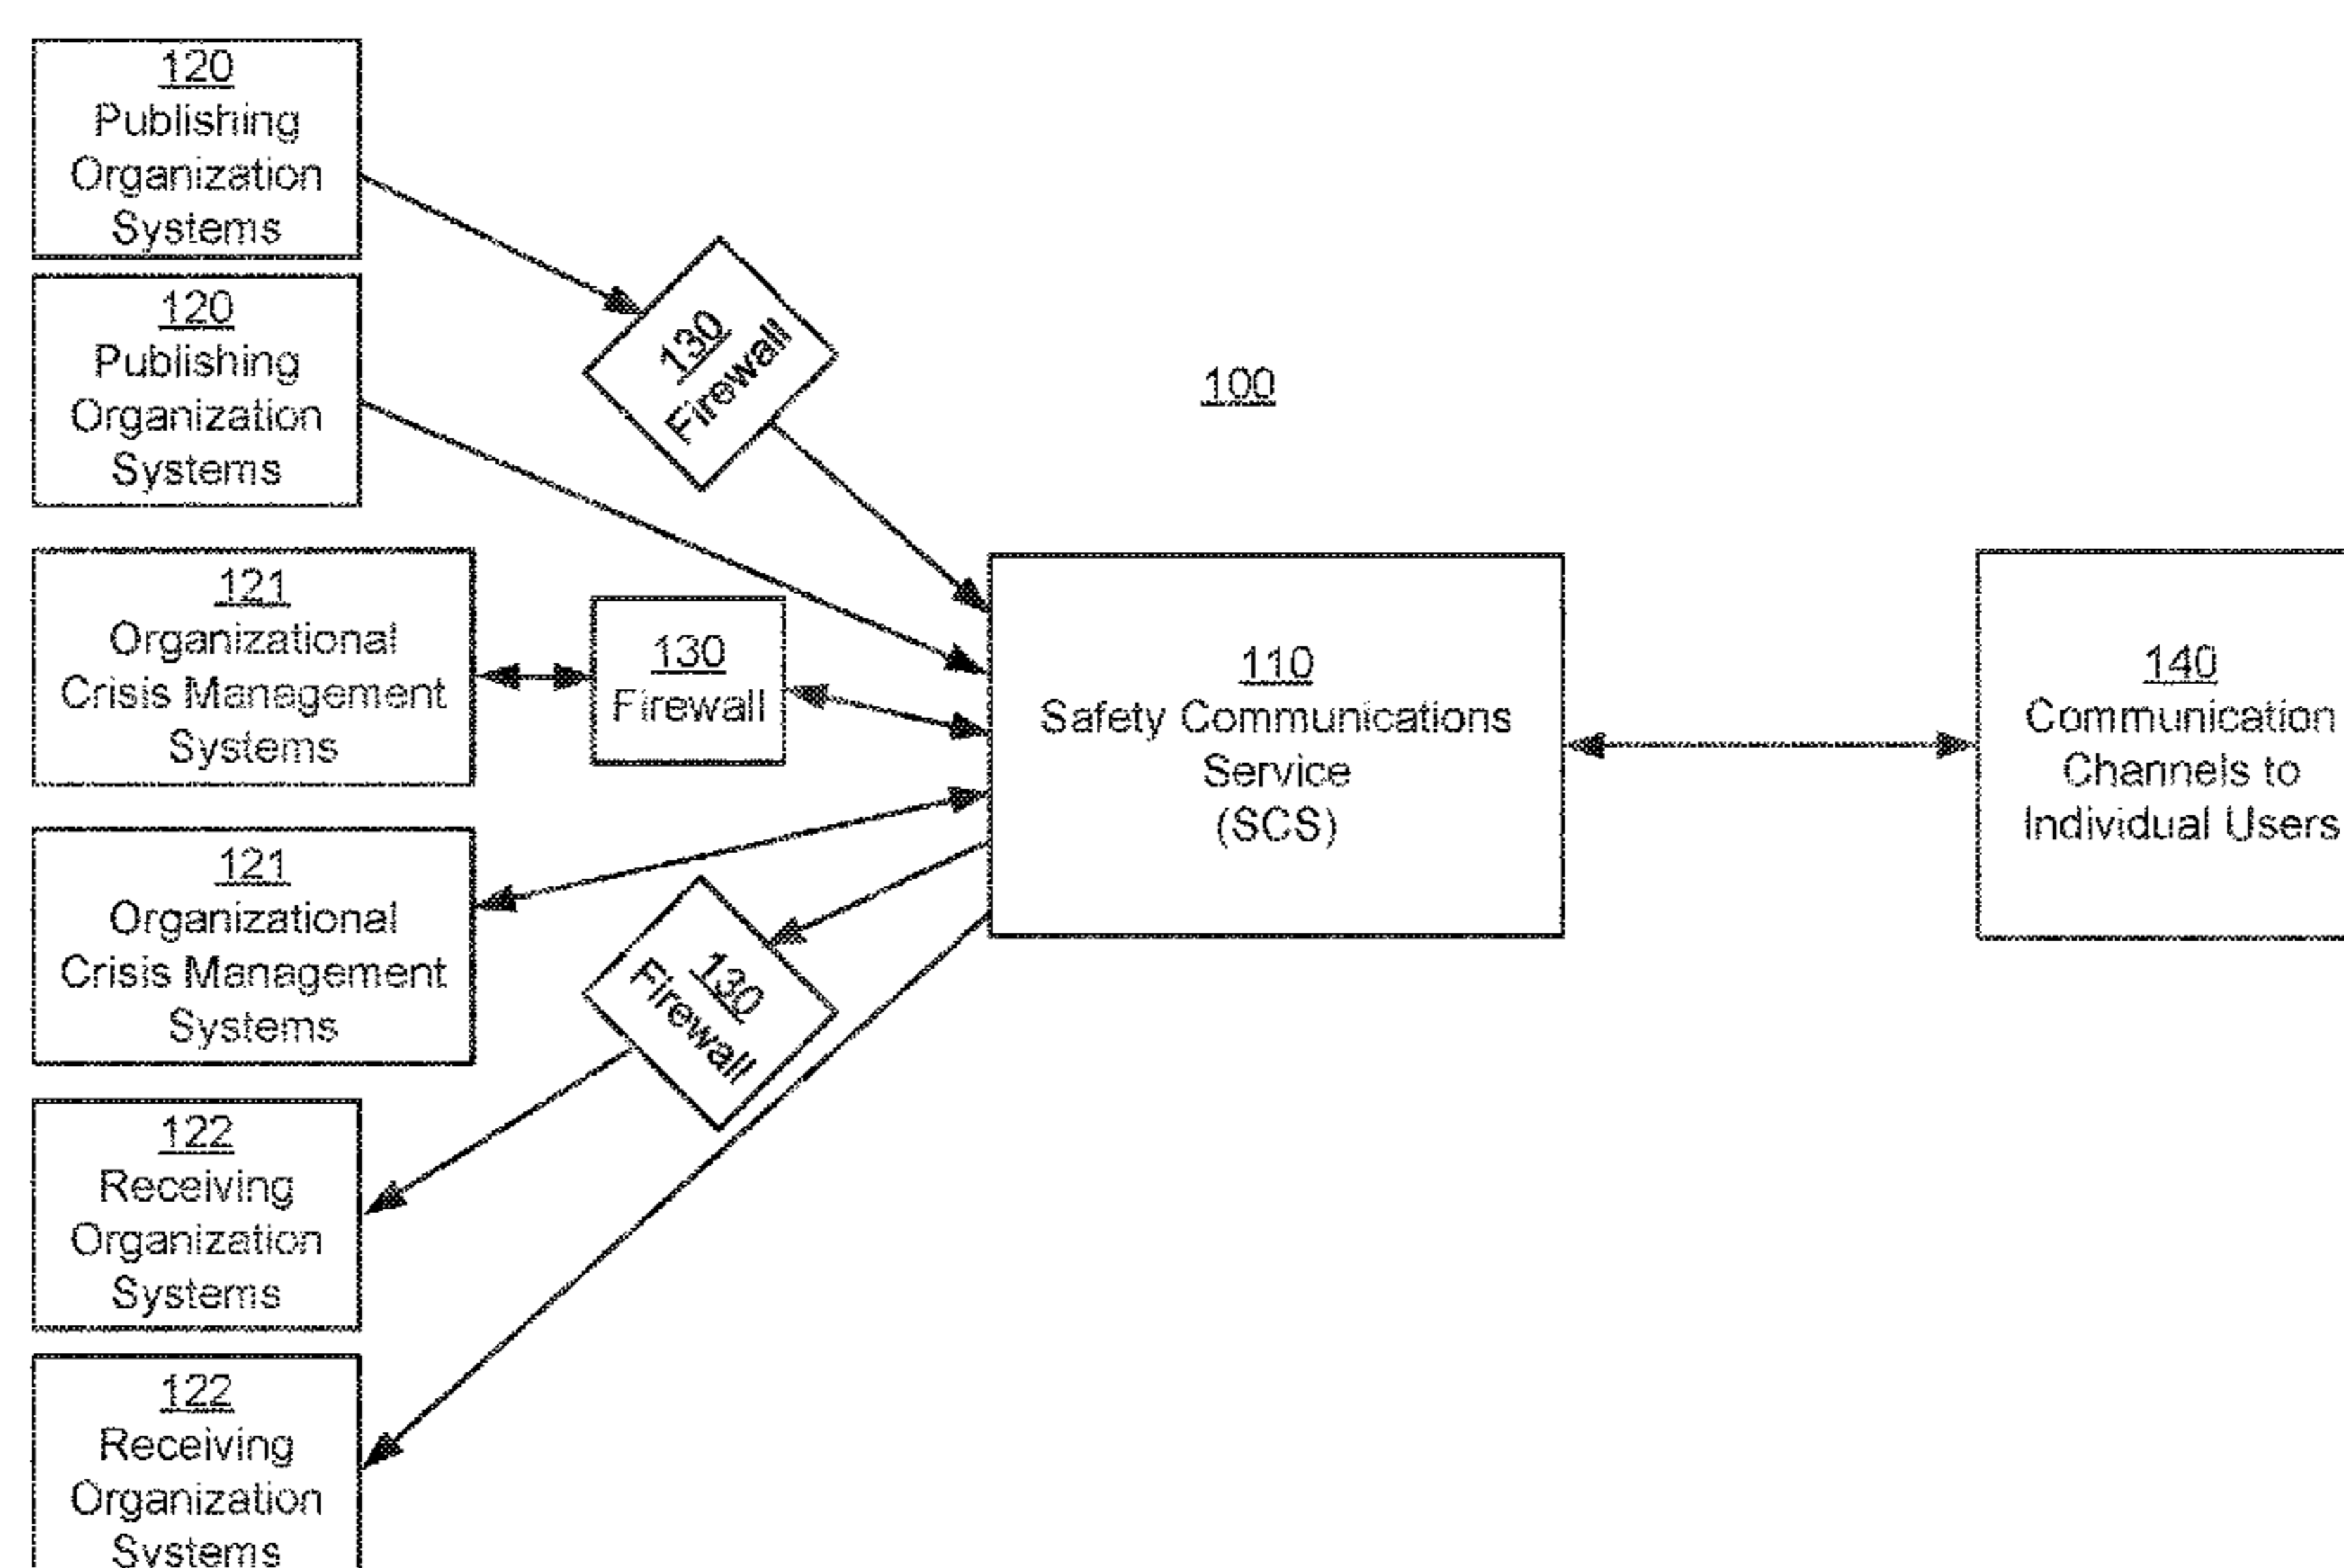 120
Publishing
Organization
Systems
120
Publishing
Organization
Systems
130
Firewall
100
121
Organizational
Crisis Management
Systems
130
Firewall
110
Safety Communications
Service
(SCS)
140
Communication
Channels to
Individual Users
121
Organizational
Crisis Management
Systems
130
Firewall
122
Receiving
Organization
Systems
122
Receiving
Organization
Systems